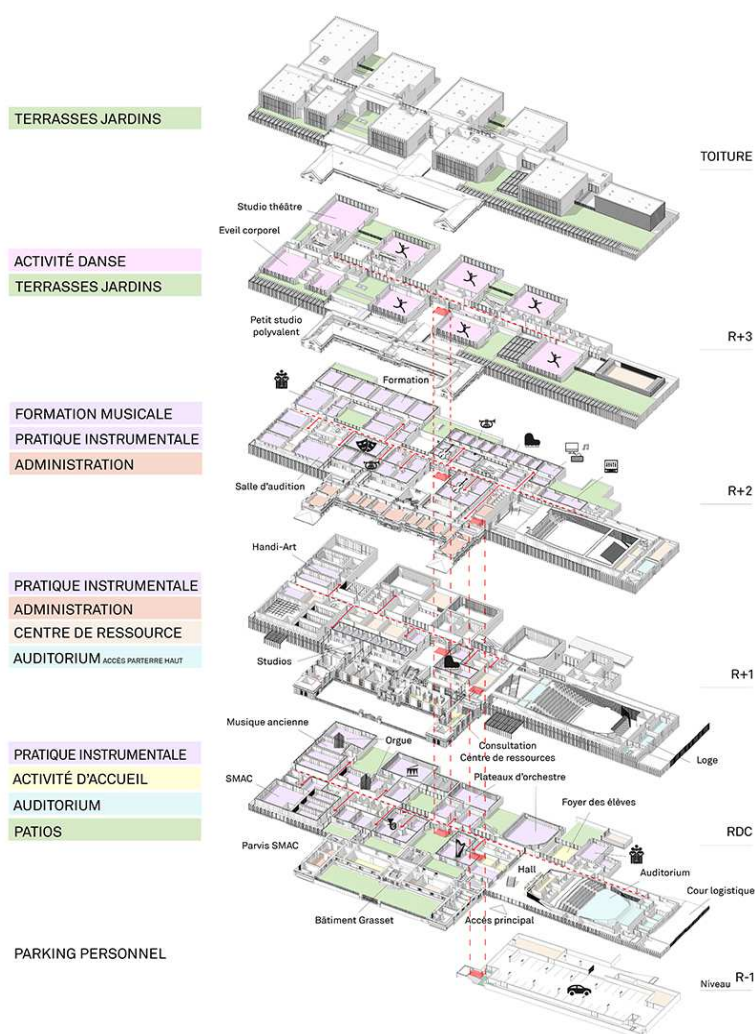 TERRASSES JARDINS
TOITURE
Studio théâtre
Eveil corporel
ACTIVITÉ DANSE
TERRASSES JARDINS
Petit studio
polyvalent
R+3
Formation
FORMATION MUSICALE
PRATIQUE INSTRUMENTALE
ADMINISTRATION
Salle d'audition
R+2
Handi-Art
PRATIQUE INSTRUMENTALE
ADMINISTRATION
CENTRE DE RESSOURCE
AUDITORIUM ACCÈS PARTERRE HAUT
Studios
R+1
Musique ancienne
Orgue
Consultation
Centre de ressources
Loge
PRATIQUE INSTRUMENTALE
ACTIVITÉ D'ACCUEIL
AUDITORIUM
PATIOS
SMAC
Plateaux d'orchestre
Foyer des élèves
RDC
Parvis SMAC
Hall
Auditorium
Cour logistique
Bâtiment Grasset
Accès principal
PARKING PERSONNEL
Niveau R-1